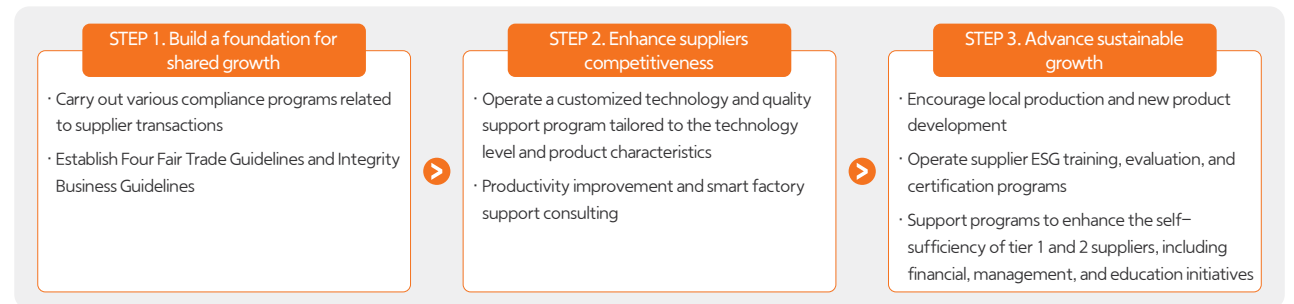 STEP 1. Build a foundation for
shared growth
· Carry out various compliance programs related
to supplier transactions
· Establish Four Fair Trade Guidelines and Integrity
Business Guidelines
STEP 2. Enhance suppliers
competitiveness
· Operate a customized technology and quality
support program tailored to the technology
level and product characteristics
· Productivity improvement and smart factory
support consulting
STEP 3. Advance sustainable
growth
· Encourage local production and new product
development
· Operate supplier ESG training, evaluation, and
certification programs
· Support programs to enhance the self-
sufficiency of tier 1 and 2 suppliers, including
financial, management, and education initiatives